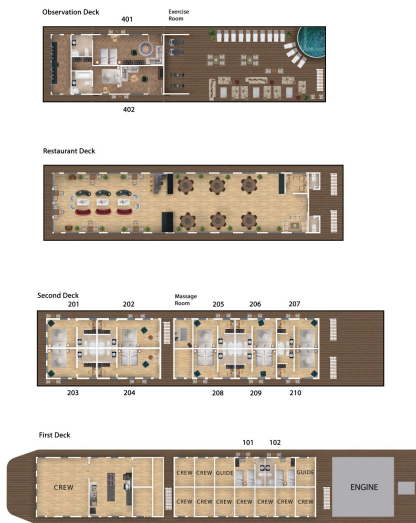 Observation Deck
401
Exercise
Room
402
Restaurant Deck
Second Deck
201
202
Massage
Room
205
206
207
203
204
208
209
210
First Deck
101
102
CREW
CREW
CREW
GUIDE
GUIDE
ENGINE
CREW
CREW
CREW
CREW
CREW
CREW
CREW